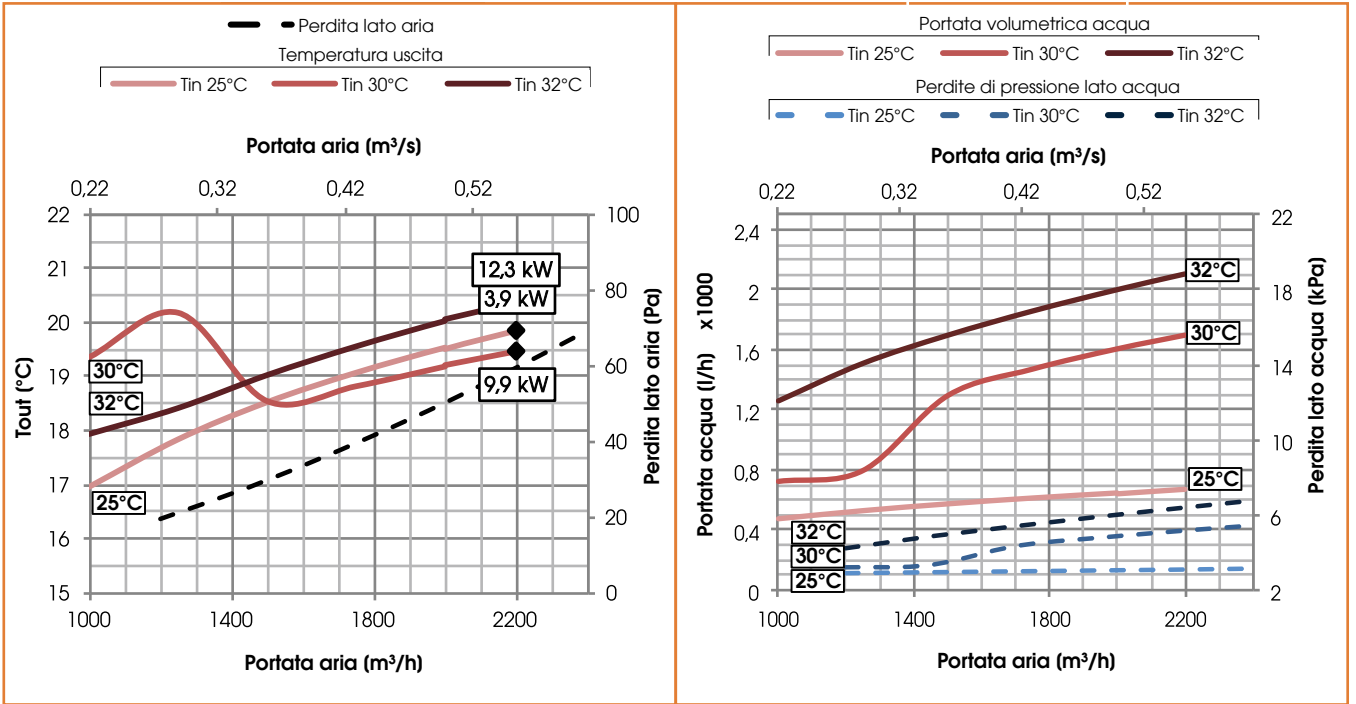 Perdita lato aria
Temperatura uscita
Tin 25°C Tin 30°C Tin 32°C
Portata aria (m³/s)
0,22 0,32 0,42 0,52
22 100
21
12,3 kW
80
3,9 kW
20
30°C
60
19
9,9 kW
32°C
18
40
17
25°C
20
16
15 0
1000 1400 1800 2200
Tout (°C)
Perdita lato aria (Pa)
Portata aria (m³/h)
Portata volumetrica acqua
Tin 25°C Tin 30°C Tin 32°C
Perdite di pressione lato acqua
Tin 25°C Tin 30°C Tin 32°C
Portata aria (m³/s)
0,22 0,32 0,42 0,52
22
2,4
32°C
2 18
30°C
1,6
14
1,2
10
0,8
25°C
6
32°C
0,4
30°C
25°C
0 2
1000 1400 1800 2200
Portata acqua (l/h) x1000
Perdita lato acqua (kPa)
Portata aria (m³/h)